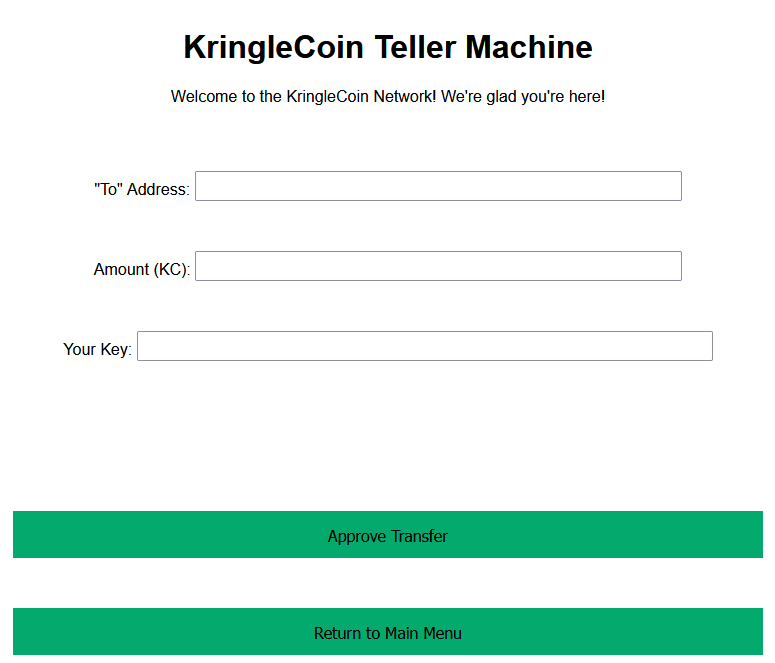 KringleCoin Teller Machine
Welcome to the KringleCoin Network! We're glad you're here!
"To" Address:
Amount (KC):
Your Key:
Approve Transfer
Return to Main Menu